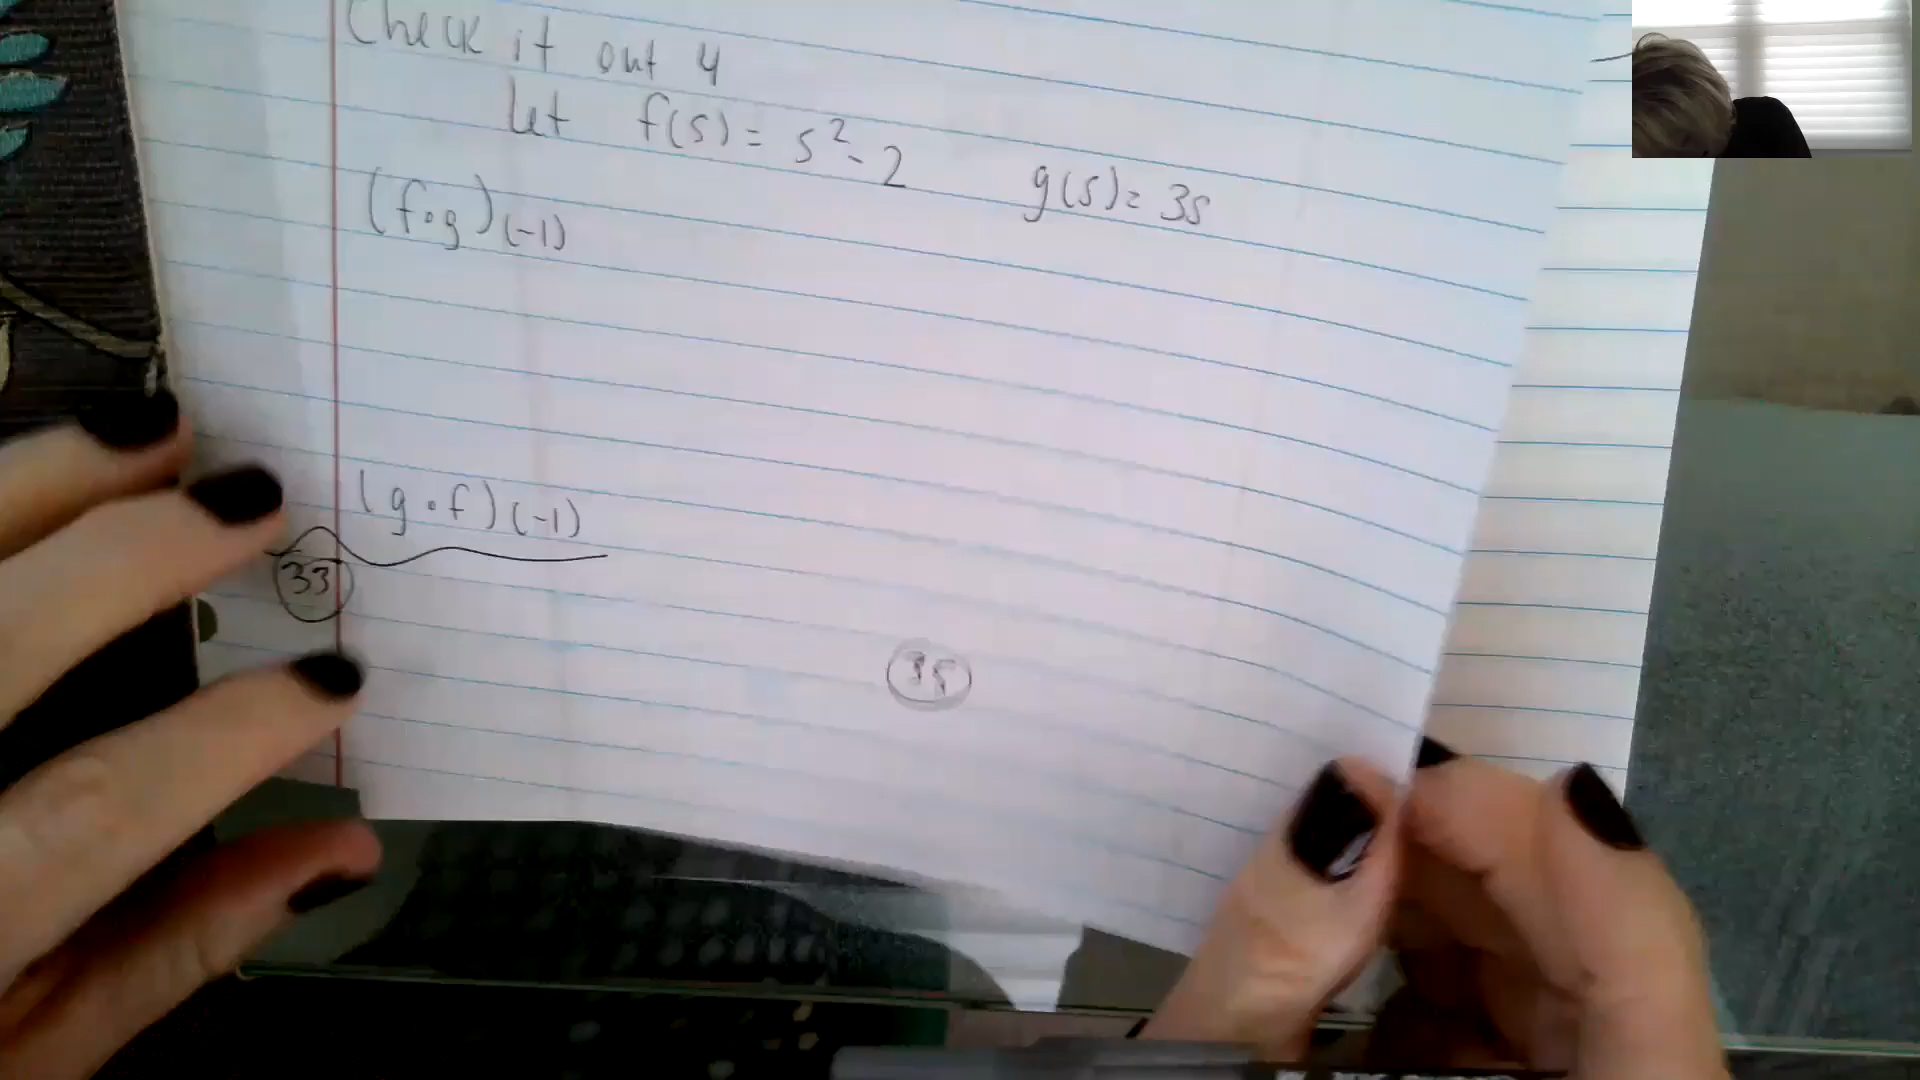 Check it out 4
Let f(s) = s²-2 g(s) = 3s
(f∘g)(-1)
(g∘f)(-1)
33
35